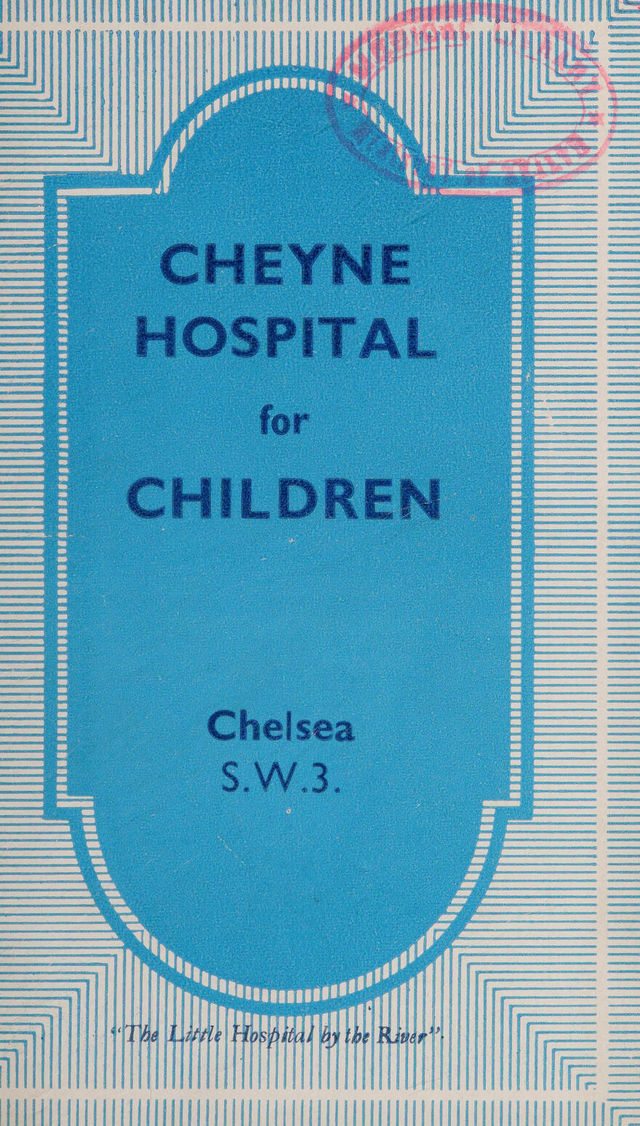 CHEYNE
HOSPITAL
for
CHILDREN
Chelsea
S.W.3.
“The Little Hospital by the River”.